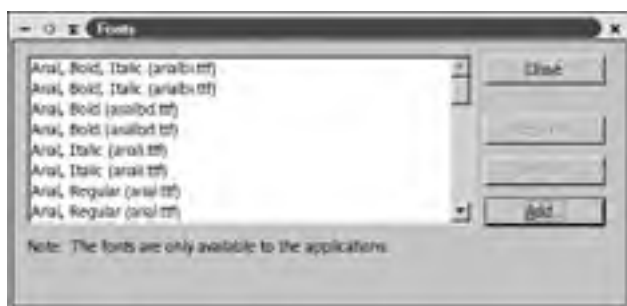 Fonts
Arial, Bold, Italic (arialbi.ttf)
Arial, Bold, Italic (arialbi.ttf)
Arial, Bold (arialbd.ttf)
Arial, Bold (arialbd.ttf)
Arial, Italic (ariali.ttf)
Arial, Italic (ariali.ttf)
Arial, Regular (arial.ttf)
Arial, Regular (arial.ttf)
Close
Add...
Note: The fonts are only available to the applications